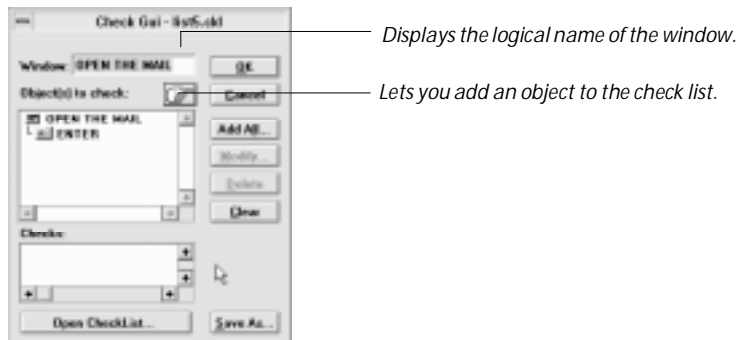 Check Gui - list5.ckl
Displays the logical name of the window.
Window: OPEN THE MAIL
OK
Object(s) to check:
Cancel
Lets you add an object to the check list.
OPEN THE MAIL
ENTER
Add All...
Modify...
Delete
Clear
Checks:
Open CheckList...
Save As...